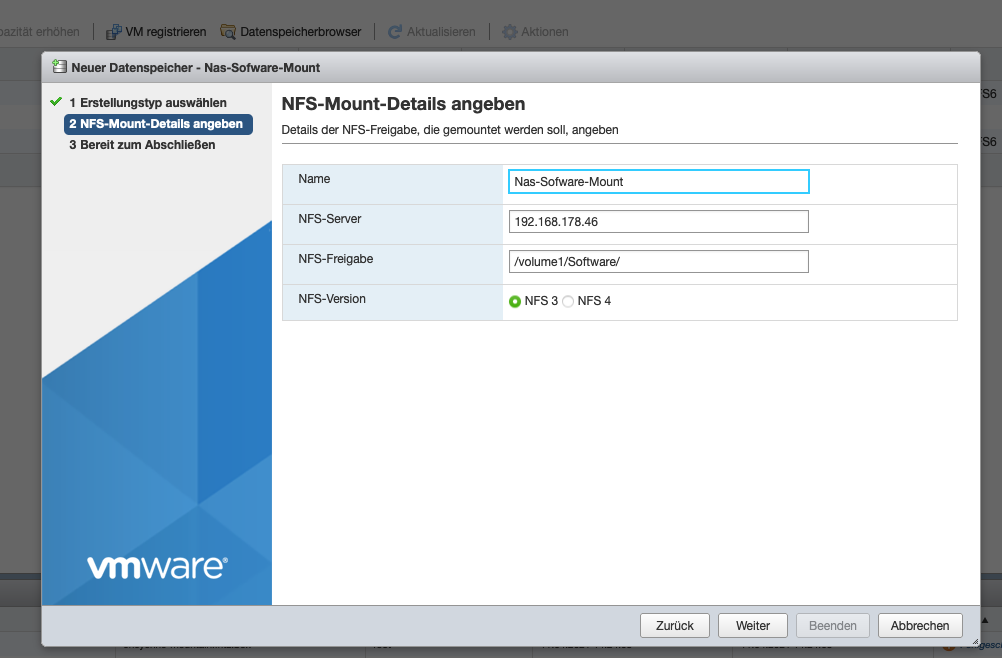 pazität erhöhen VM registrieren Datenspeicherbrowser Aktualisieren Aktionen
Neuer Datenspeicher - Nas-Sofware-Mount
1 Erstellungstyp auswählen
2 NFS-Mount-Details angeben
3 Bereit zum Abschließen
NFS-Mount-Details angeben
Details der NFS-Freigabe, die gemountet werden soll, angeben
Name Nas-Sofware-Mount
NFS-Server 192.168.178.46
NFS-Freigabe /volume1/Software/
NFS-Version NFS 3 NFS 4
FS6
FS6
vmware®
Zurück Weiter Beenden Abbrechen